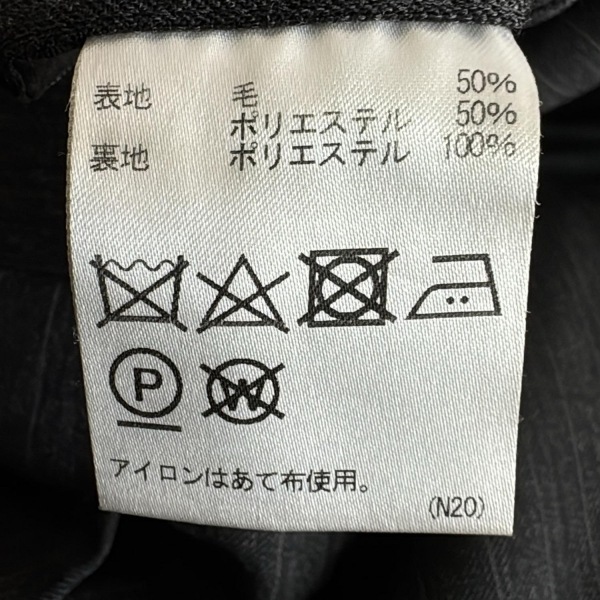 表地 毛 50%
ポリエステル 50%
裏地 ポリエステル 100%
P W
アイロンはあて布使用。
(N20)